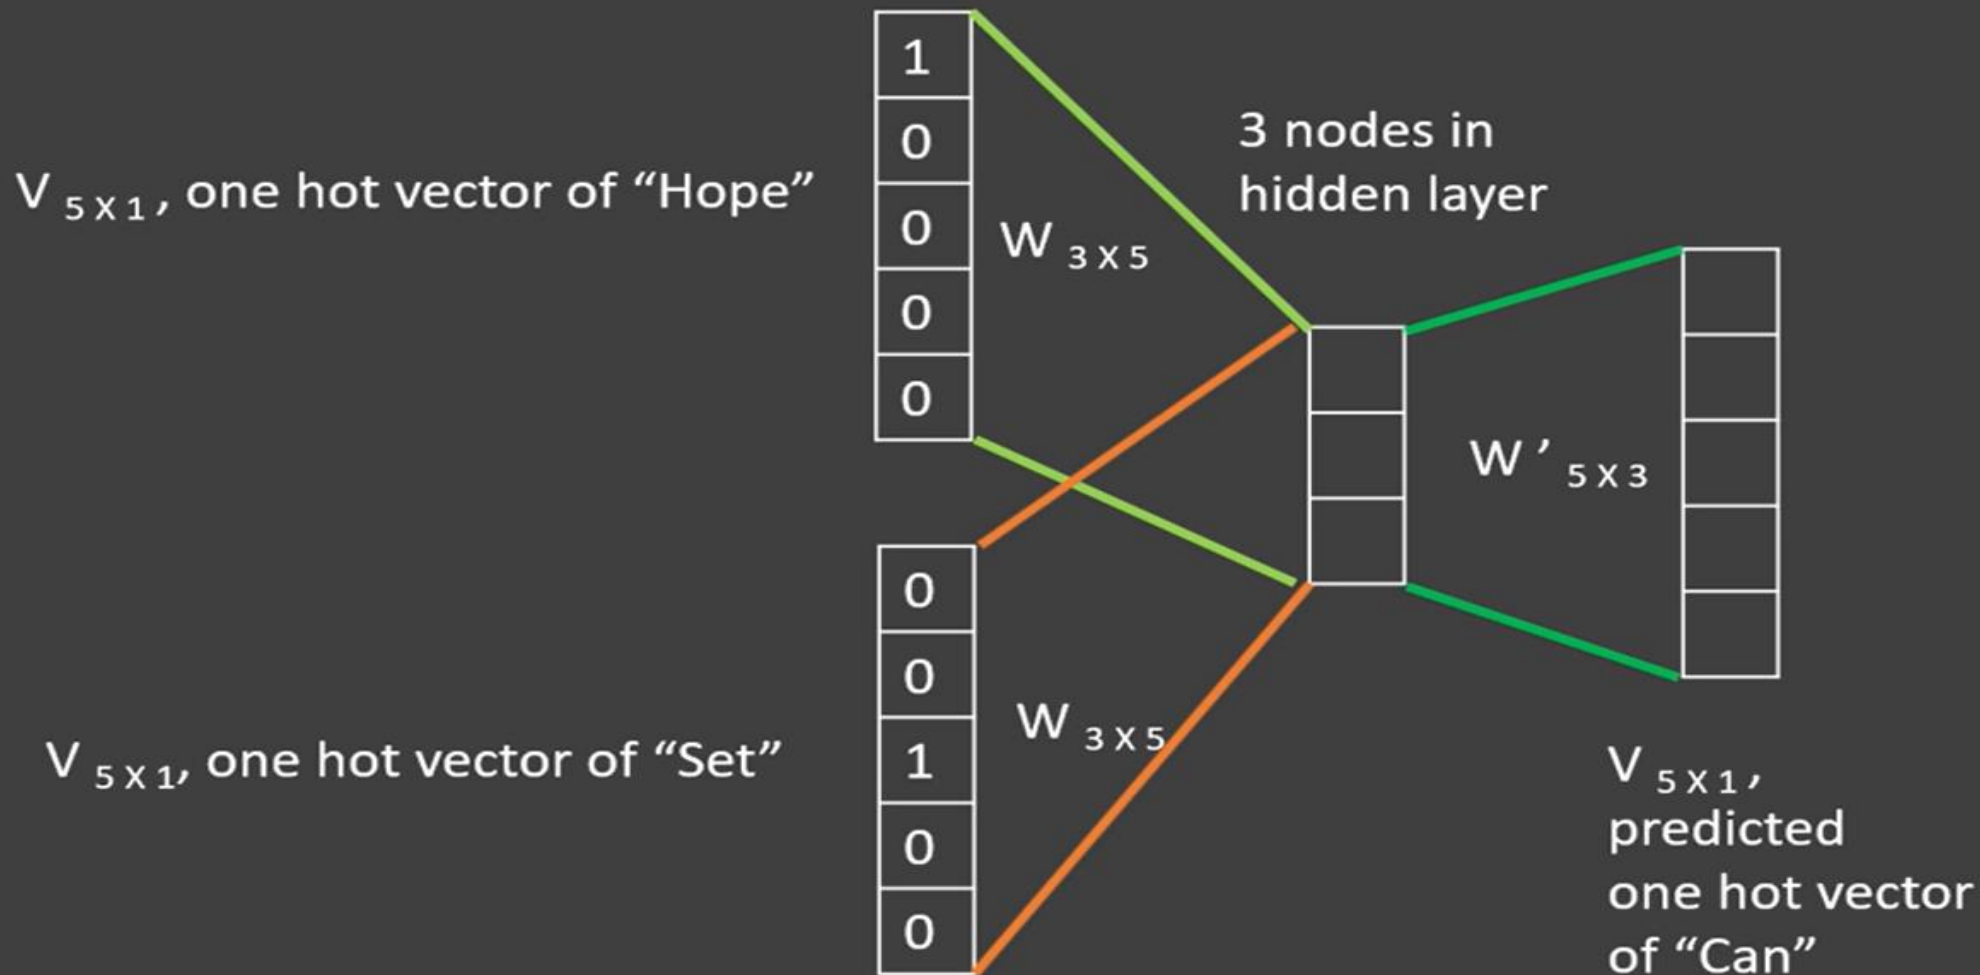 1
0
0
0
0
V 5 X 1, one hot vector of “Hope”
W 3 X 5
3 nodes in
hidden layer
W ’ 5 X 3
0
0
1
0
0
V 5 X 1, one hot vector of “Set”
W 3 X 5
V 5 X 1,
predicted
one hot vector
of “Can”